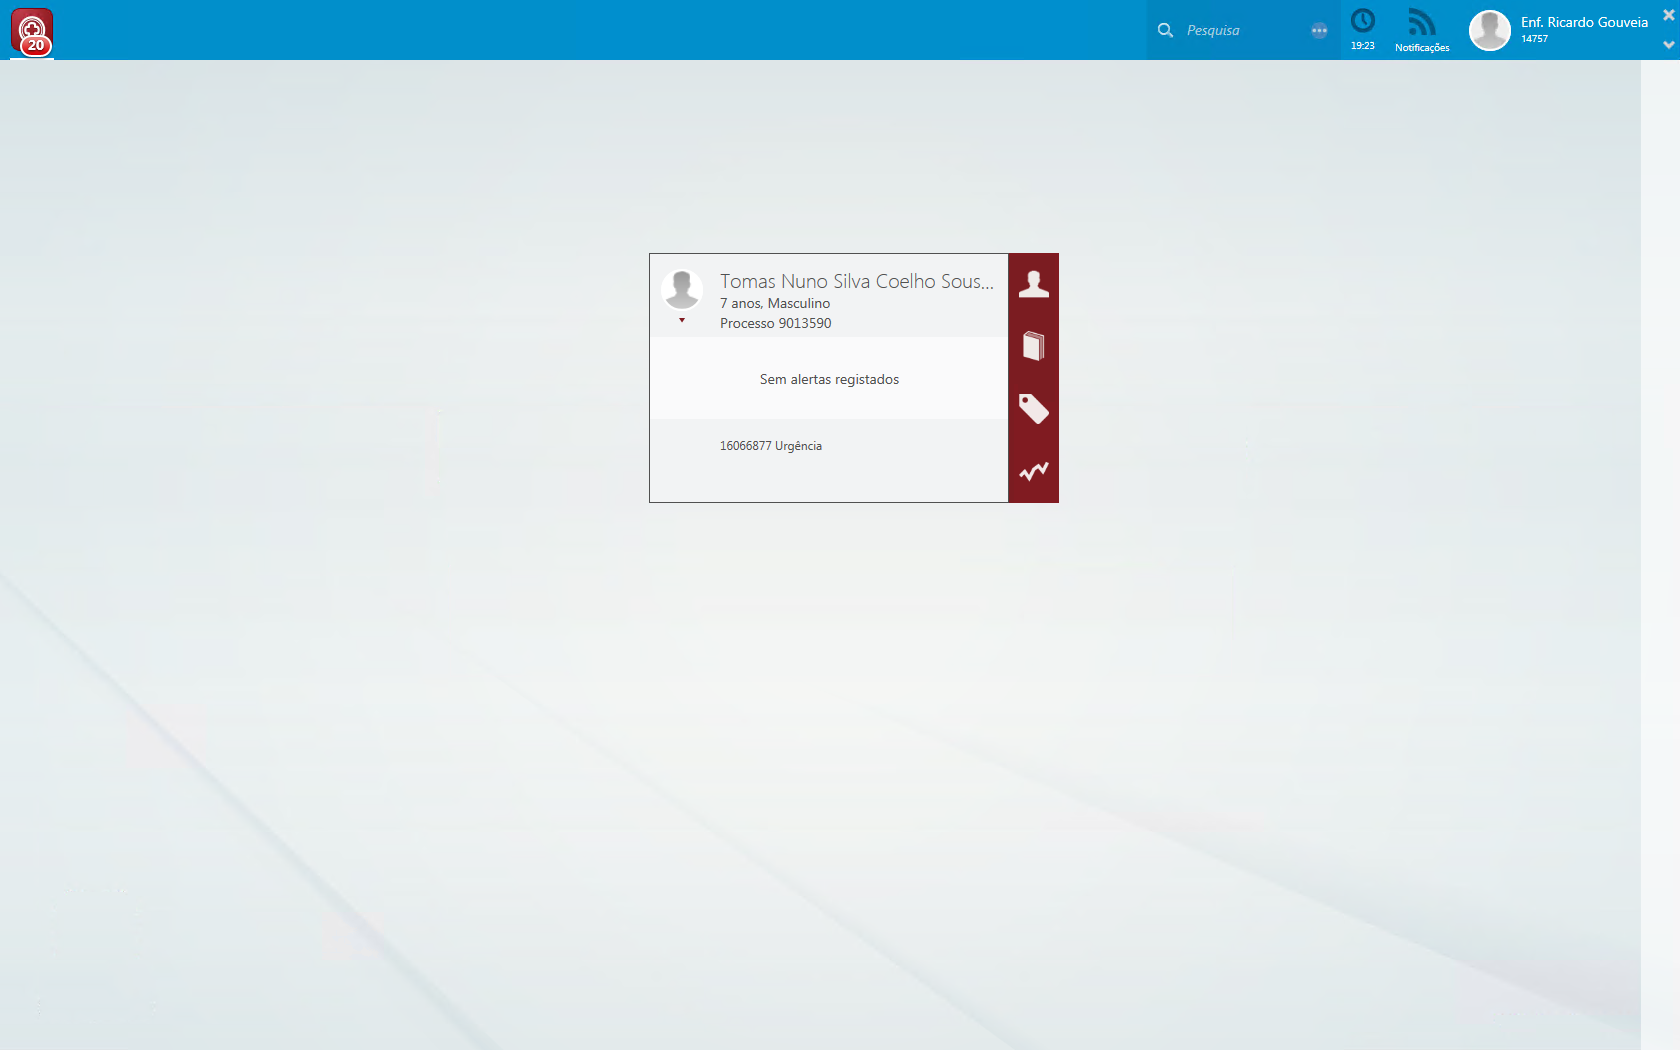 20
Pesquisa
19:23
Notificações
Enf. Ricardo Gouveia
14757
Tomas Nuno Silva Coelho Sous...
7 anos, Masculino
Processo 9013590
Sem alertas registados
16066877 Urgência